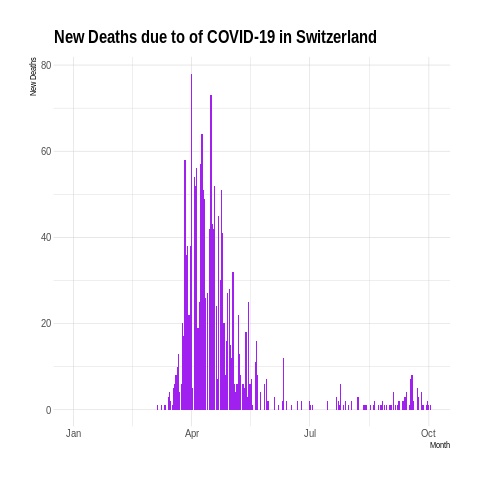 New Deaths due to of COVID-19 in Switzerland
New Deaths
80
60
40
20
0
Jan Apr Jul Oct
Month